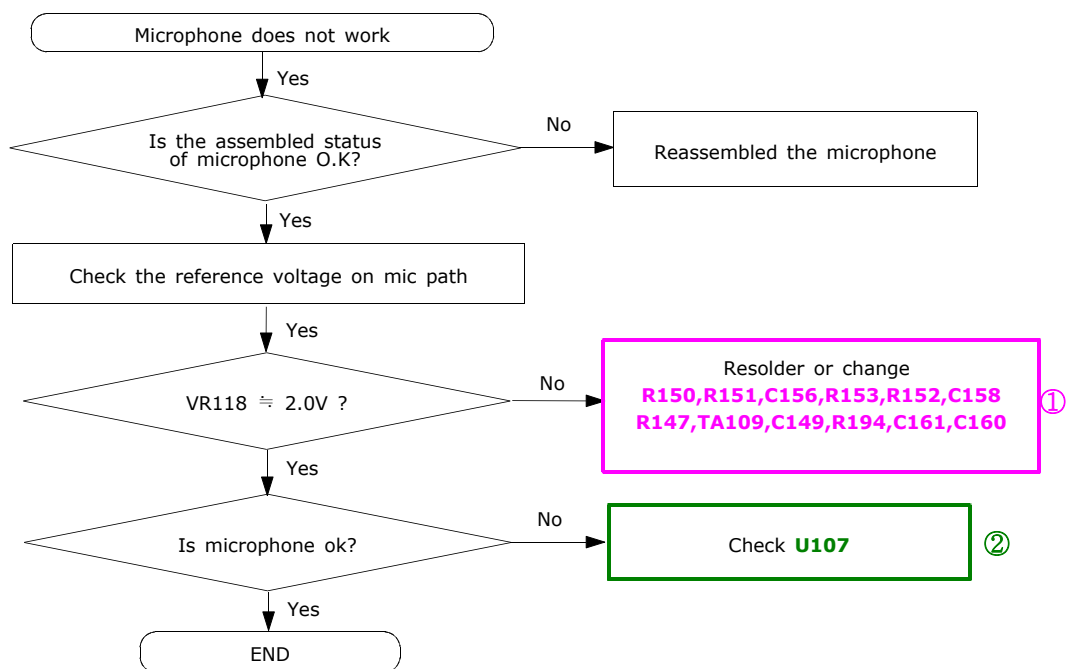 Microphone does not work
Yes
Is the assembled status
of microphone O.K?
No
Reassembled the microphone
Yes
Check the reference voltage on mic path
Yes
VR118 ≒ 2.0V ?
No
Resolder or change
R150,R151,C156,R153,R152,C158
R147,TA109,C149,R194,C161,C160
①
Yes
Is microphone ok?
No
Check U107
②
Yes
END